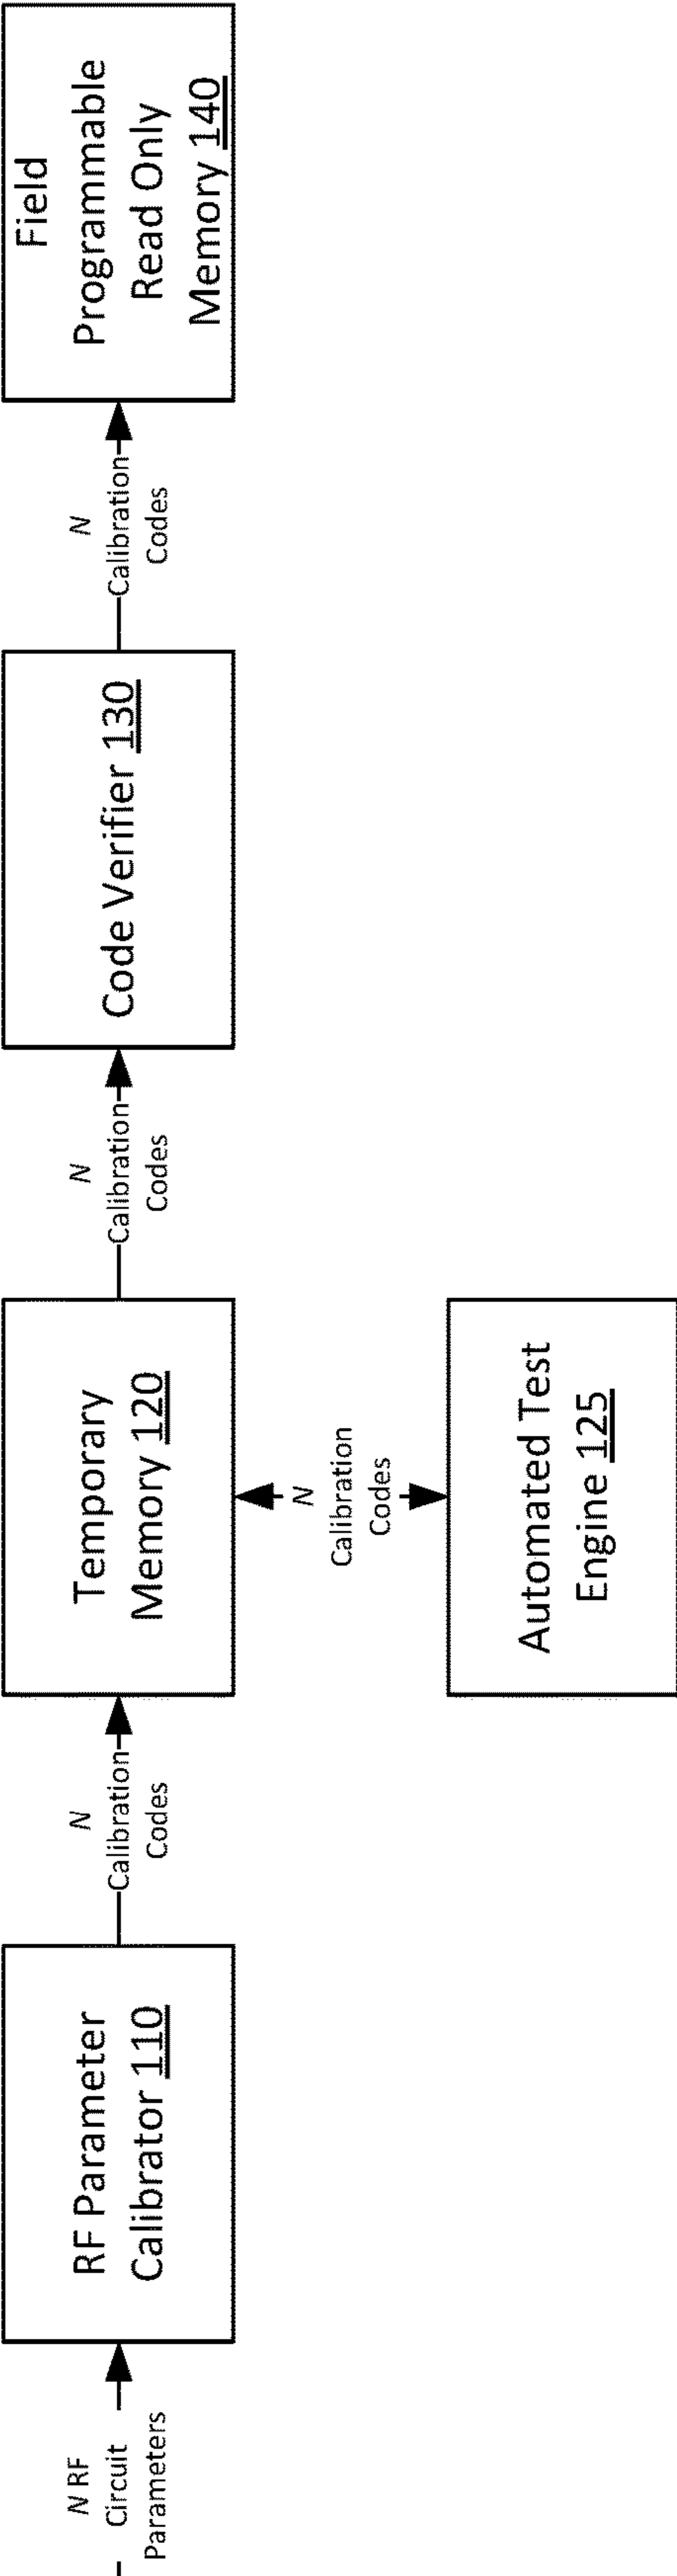 N RF
Circuit
Parameters
RF Parameter
Calibrator 110
N
Calibration
Codes
Temporary
Memory 120
N
Calibration
Codes
Automated Test
Engine 125
N
Calibration
Codes
Code Verifier 130
N
Calibration
Codes
Field
Programmable
Read Only
Memory 140